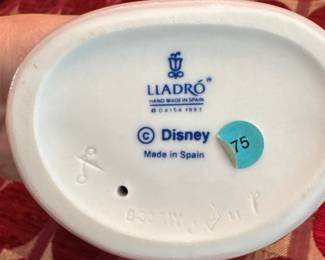 LLADRÓ
HAND MADE IN SPAIN
© Disney
75
Made in Spain